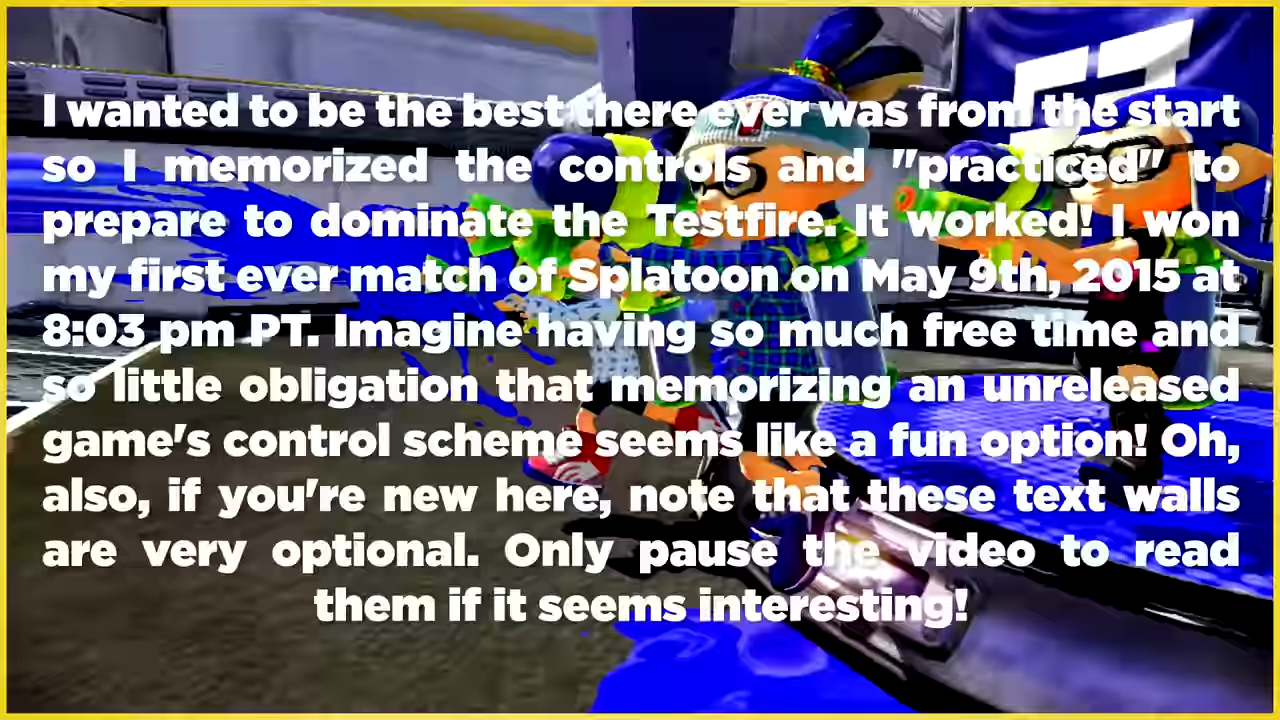 I wanted to be the best there ever was from the start
so I memorized the controls and "practiced" to
prepare to dominate the Testfire. It worked! I won
my first ever match of Splatoon on May 9th, 2015 at
8:03 pm PT. Imagine having so much free time and
so little obligation that memorizing an unreleased
game's control scheme seems like a fun option! Oh,
also, if you're new here, note that these text walls
are very optional. Only pause the video to read
them if it seems interesting!